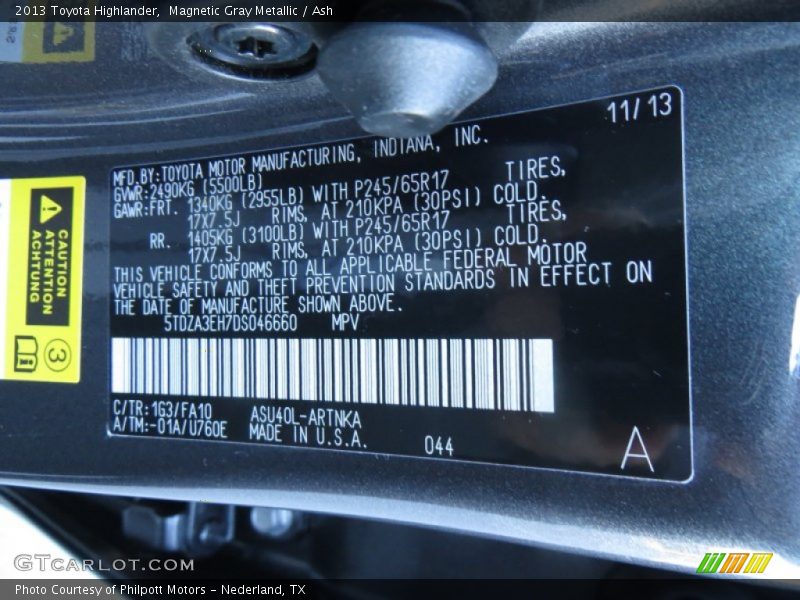 2013 Toyota Highlander,  Magnetic Gray Metallic / Ash
11/13
MFD.BY:TOYOTA MOTOR MANUFACTURING, INDIANA, INC.
GVWR:2490KG (5500LB)
GAWR:FRT. 1340KG (2955LB) WITH P245/65R17 TIRES,
17X7.5J RIMS, AT 210KPA (30PSI) COLD.
RR. 1405KG (3100LB) WITH P245/65R17 TIRES,
17X7.5J RIMS, AT 210KPA (30PSI) COLD.
THIS VEHICLE CONFORMS TO ALL APPLICABLE FEDERAL MOTOR
VEHICLE SAFETY AND THEFT PREVENTION STANDARDS IN EFFECT ON
THE DATE OF MANUFACTURE SHOWN ABOVE.
5TDZA3EH7DS046660 MPV
C/TR:1G3/FA10 ASU40L-ARTNKA
A/TM:-01A/U760E MADE IN U.S.A. 044
A
CAUTION
ATTENTION
ACHTUNG
3
GTCARLOT.COM
Photo Courtesy of Philpott Motors - Nederland, TX